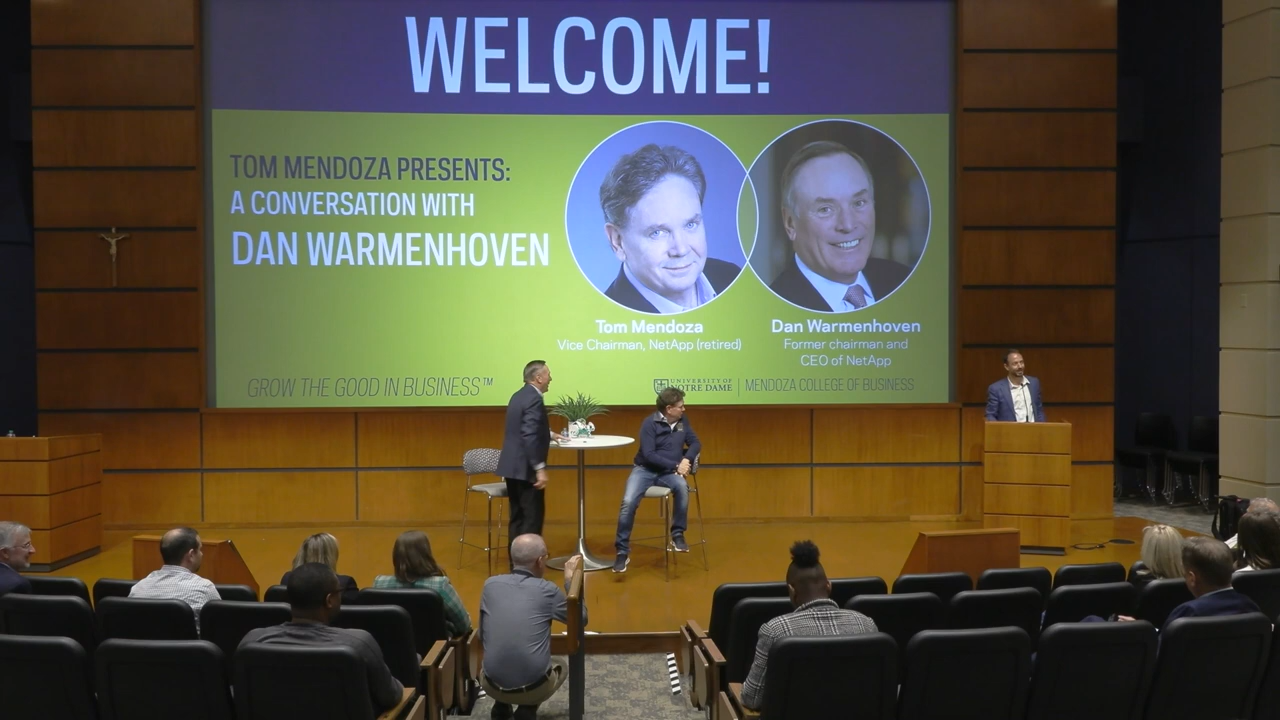 WELCOME!
TOM MENDOZA PRESENTS:
A CONVERSATION WITH
DAN WARMENHOVEN
Tom Mendoza
Vice Chairman, NetApp (retired)
Dan Warmenhoven
Former chairman and
CEO of NetApp
GROW THE GOOD IN BUSINESS™
UNIVERSITY OF
NOTRE DAME
MENDOZA COLLEGE OF BUSINESS